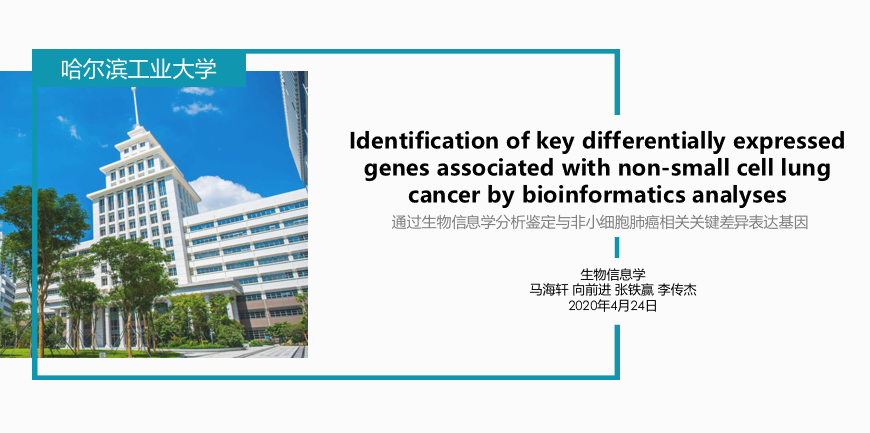 哈尔滨工业大学
Identification of key differentially expressed
genes associated with non-small cell lung
cancer by bioinformatics analyses
通过生物信息学分析鉴定与非小细胞肺癌相关关键差异表达基因
生物信息学
马海轩 向前进 张铁赢 李传杰
2020年4月24日